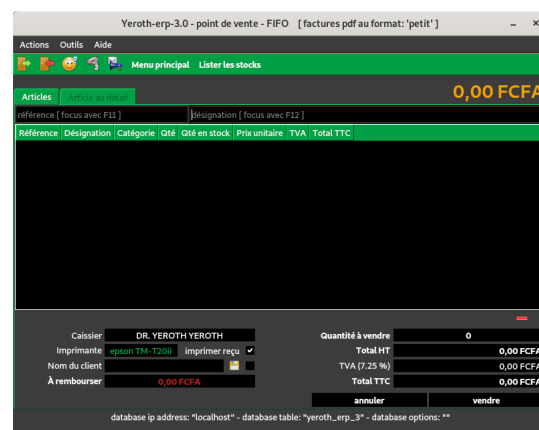 Yeroth-erp-3.0 - point de vente - FIFO [factures pdf au format: 'petit' ]
Actions Outils Aide
Menu principal Lister les stocks
Articles Article au détail 0,00 FCFA
référence [ focus avec F11 ] désignation [ focus avec F12 ]
Référence Désignation Catégorie Qté Qté en stock Prix unitaire TVA Total TTC
Caissier DR. YEROTH YEROTH Quantité à vendre 0
Imprimante epson TM-T20ii imprimer reçu Total HT 0,00 FCFA
Nom du client TVA (7.25 %) 0,00 FCFA
À rembourser 0,00 FCFA Total TTC 0,00 FCFA
annuler vendre
database ip address: "localhost" - database table: "yeroth_erp_3" - database options: ""